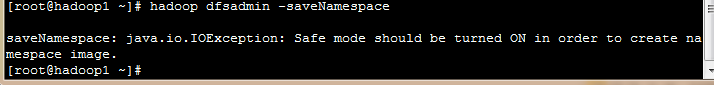 [root@hadoop1 ~]# hadoop dfsadmin -saveNamespace
saveNamespace: java.io.IOException: Safe mode should be turned ON in order to create na
mespace image.
[root@hadoop1 ~]#